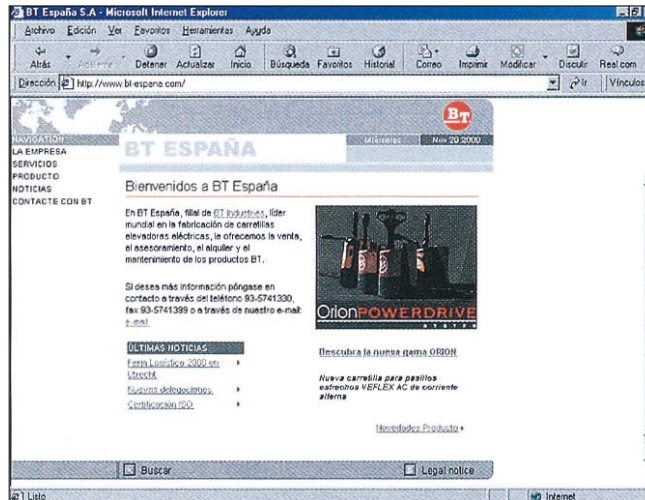 BT España S.A - Microsoft Internet Explorer
Archivo Edición Ver Favoritos Herramientas Ayuda
Atrás Adelante Detener Actualizar Inicio Búsqueda Favoritos Historial Correo Imprimir Modificar Discutir Real.com
Dirección http://www.bt-espana.com/ Ir Vínculos
BT
NAVIGATION
LA EMPRESA
SERVICIOS
PRODUCTO
NOTICIAS
CONTACTE CON BT
BT ESPAÑA
Miércoles Nov 20 2000
Bienvenidos a BT España
En BT España, filial de BT Industries, líder
mundial en la fabricación de carretillas
elevadoras eléctricas, le ofrecemos la venta,
el asesoramiento, el alquiler y el
mantenimiento de los productos BT.
Si desea más información póngase en
contacto a través del teléfono 93-5741330,
fax 93-5741399 o a través de nuestro e-mail:
e-mail
OrionPOWERDRIVE
SYSTEM
ÚLTIMAS NOTICIAS
Feria Logistica 2000 en
Utrecht
Nuevas delegaciones
Certificación ISO
Descubra la nueva gama ORION
Nueva carretilla para pasillos
estrechos VEFLEX AC de corriente
alterna
Novedades Producto
Buscar
Legal notice
Listo
Internet